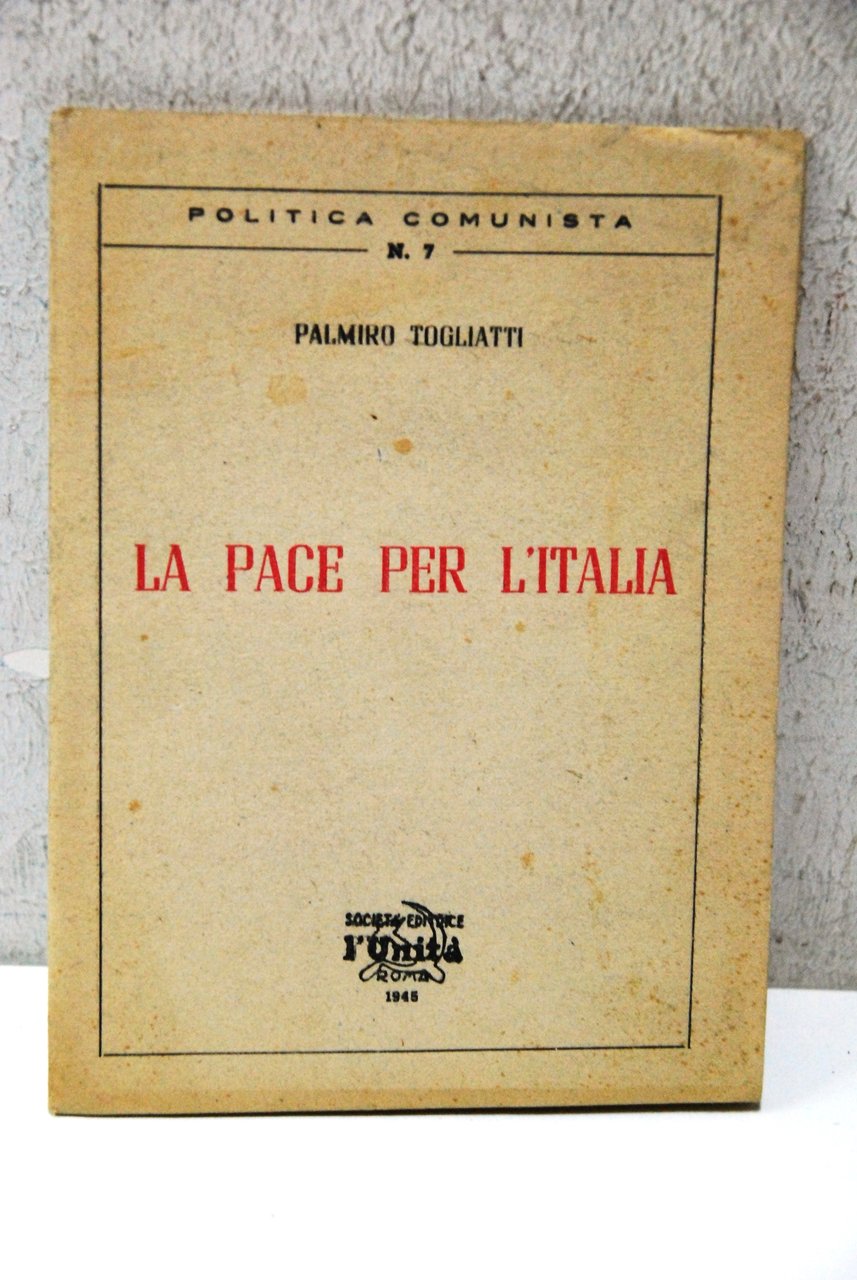 POLITICA COMUNISTA
N. 7
PALMIRO TOGLIATTI
LA PACE PER L'ITALIA
SOCIETÀ EDITRICE
l'Unità
ROMA
1945